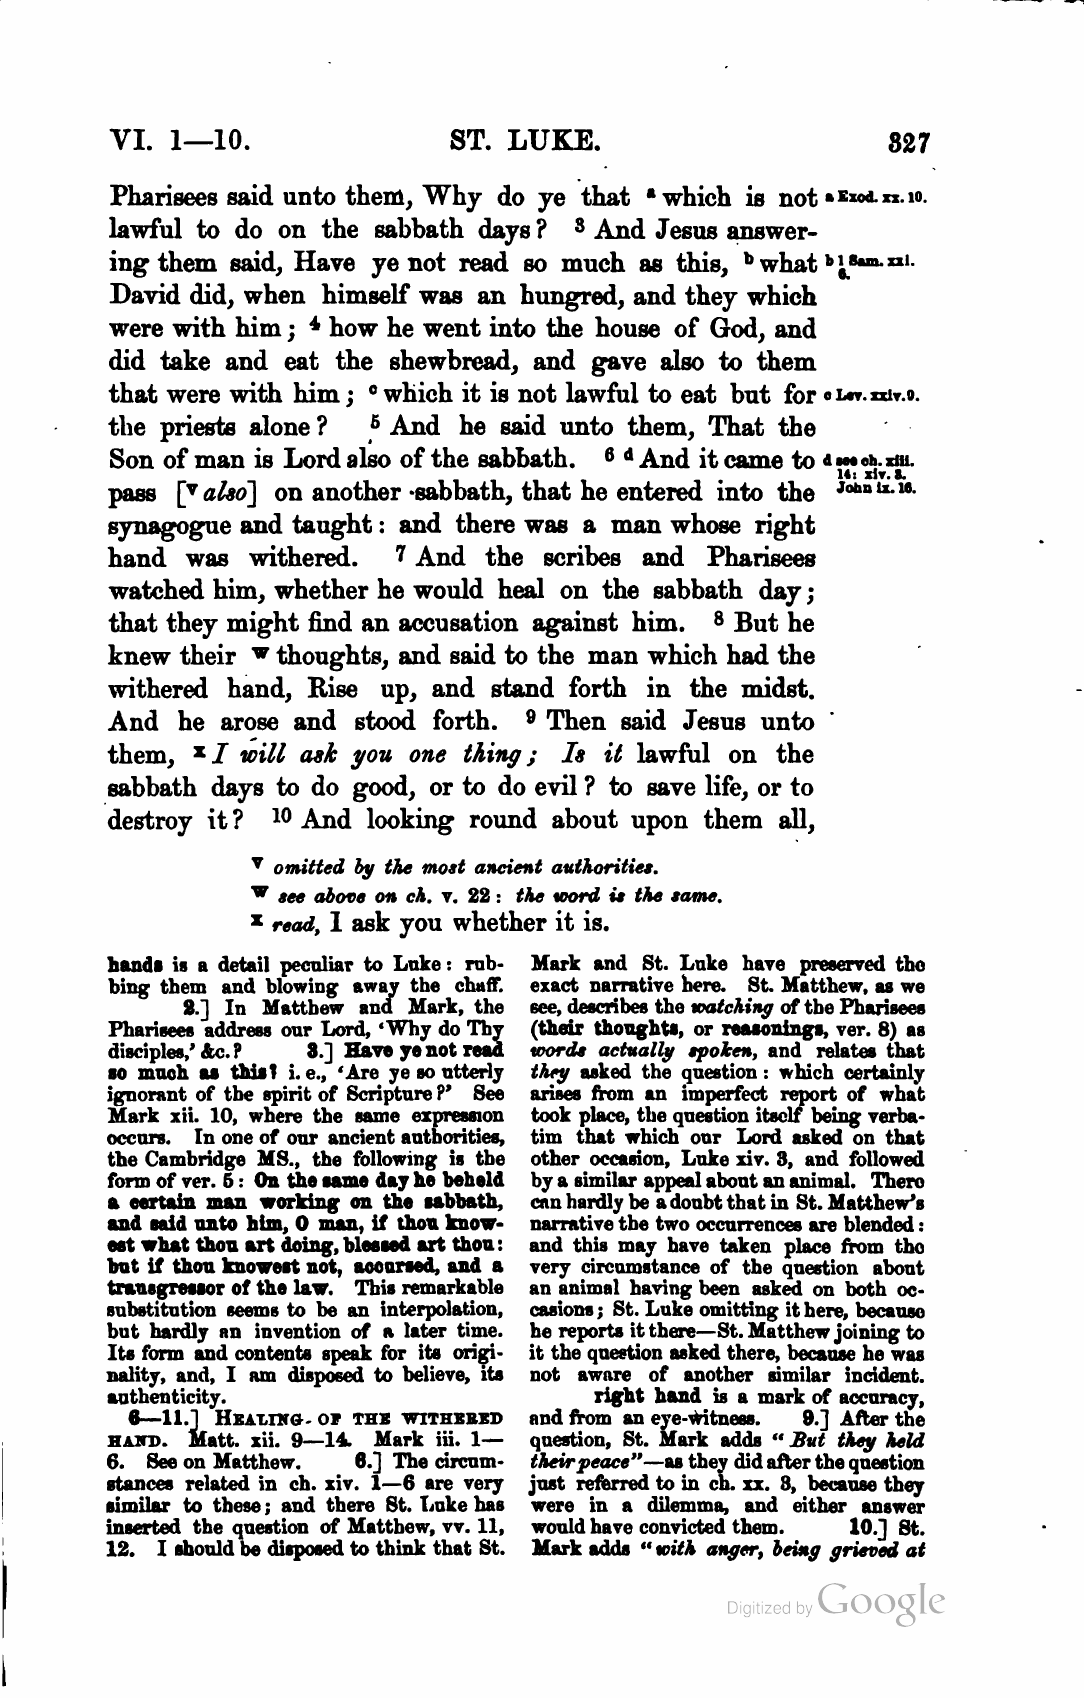 VI. 1—10. ST. LUKE. 327
Pharisees said unto them, Why do ye that ᵃ which is not
lawful to do on the sabbath days? ³ And Jesus answer-
ing them said, Have ye not read so much as this, ᵇ what
David did, when himself was an hungred, and they which
were with him; ⁴ how he went into the house of God, and
did take and eat the shewbread, and gave also to them
that were with him; ᶜ which it is not lawful to eat but for
the priests alone? ⁵ And he said unto them, That the
Son of man is Lord also of the sabbath. ⁶ ᵈ And it came to
pass [ᵛ also] on another sabbath, that he entered into the
synagogue and taught: and there was a man whose right
hand was withered. ⁷ And the scribes and Pharisees
watched him, whether he would heal on the sabbath day;
that they might find an accusation against him. ⁸ But he
knew their ʷ thoughts, and said to the man which had the
withered hand, Rise up, and stand forth in the midst.
And he arose and stood forth. ⁹ Then said Jesus unto
them, ˣ I will ask you one thing; Is it lawful on the
sabbath days to do good, or to do evil? to save life, or to
destroy it? ¹⁰ And looking round about upon them all,
a Exod. xx. 10.
b 1 Sam. xxi.
6.
c Lev. xxiv. 9.
d see ch. xiii.
14: xiv. 3.
John ix. 16.
ᵛ omitted by the most ancient authorities.
ʷ see above on ch. v. 22: the word is the same.
ˣ read, I ask you whether it is.
hands is a detail peculiar to Luke: rub-
bing them and blowing away the chaff.
2.] In Matthew and Mark, the
Pharisees address our Lord, ‘Why do Thy
disciples,’ &c.? 3.] Have ye not read
so much as this? i. e., ‘Are ye so utterly
ignorant of the spirit of Scripture?’ See
Mark xii. 10, where the same expression
occurs. In one of our ancient authorities,
the Cambridge MS., the following is the
form of ver. 5: On the same day he beheld
a certain man working on the sabbath,
and said unto him, O man, if thou know-
est what thou art doing, blessed art thou:
but if thou knowest not, accursed, and a
transgressor of the law. This remarkable
substitution seems to be an interpolation,
but hardly an invention of a later time.
Its form and contents speak for its origi-
nality, and, I am disposed to believe, its
authenticity.
6—11.] HEALING OF THE WITHERED
HAND. Matt. xii. 9—14. Mark iii. 1—
6. See on Matthew. 6.] The circum-
stances related in ch. xiv. 1—6 are very
similar to these; and there St. Luke has
inserted the question of Matthew, vv. 11,
12. I should be disposed to think that St.
Mark and St. Luke have preserved the
exact narrative here. St. Matthew, as we
see, describes the watching of the Pharisees
(their thoughts, or reasonings, ver. 8) as
words actually spoken, and relates that
they asked the question: which certainly
arises from an imperfect report of what
took place, the question itself being verba-
tim that which our Lord asked on that
other occasion, Luke xiv. 3, and followed
by a similar appeal about an animal. There
can hardly be a doubt that in St. Matthew's
narrative the two occurrences are blended:
and this may have taken place from the
very circumstance of the question about
an animal having been asked on both oc-
casions; St. Luke omitting it here, because
he reports it there—St. Matthew joining to
it the question asked there, because he was
not aware of another similar incident.
right hand is a mark of accuracy,
and from an eye-witness. 9.] After the
question, St. Mark adds “But they held
their peace”—as they did after the question
just referred to in ch. xx. 3, because they
were in a dilemma, and either answer
would have convicted them. 10.] St.
Mark adds “with anger, being grieved at
Digitized by Google